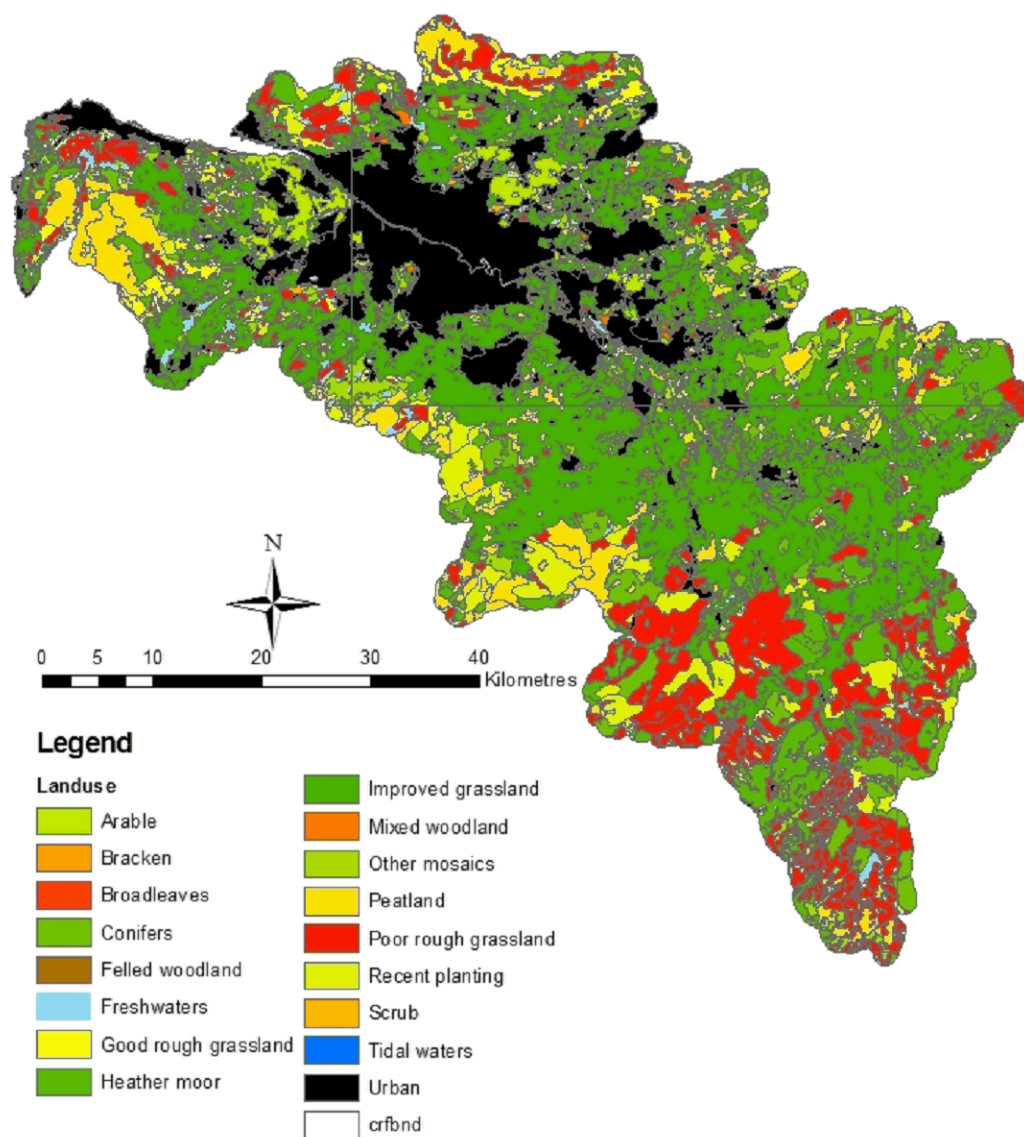 N
0 5 10 20 30 40
Kilometres
Legend
Landuse
Arable
Bracken
Broadleaves
Conifers
Felled woodland
Freshwaters
Good rough grassland
Heather moor
Improved grassland
Mixed woodland
Other mosaics
Peatland
Poor rough grassland
Recent planting
Scrub
Tidal waters
Urban
crfbnd